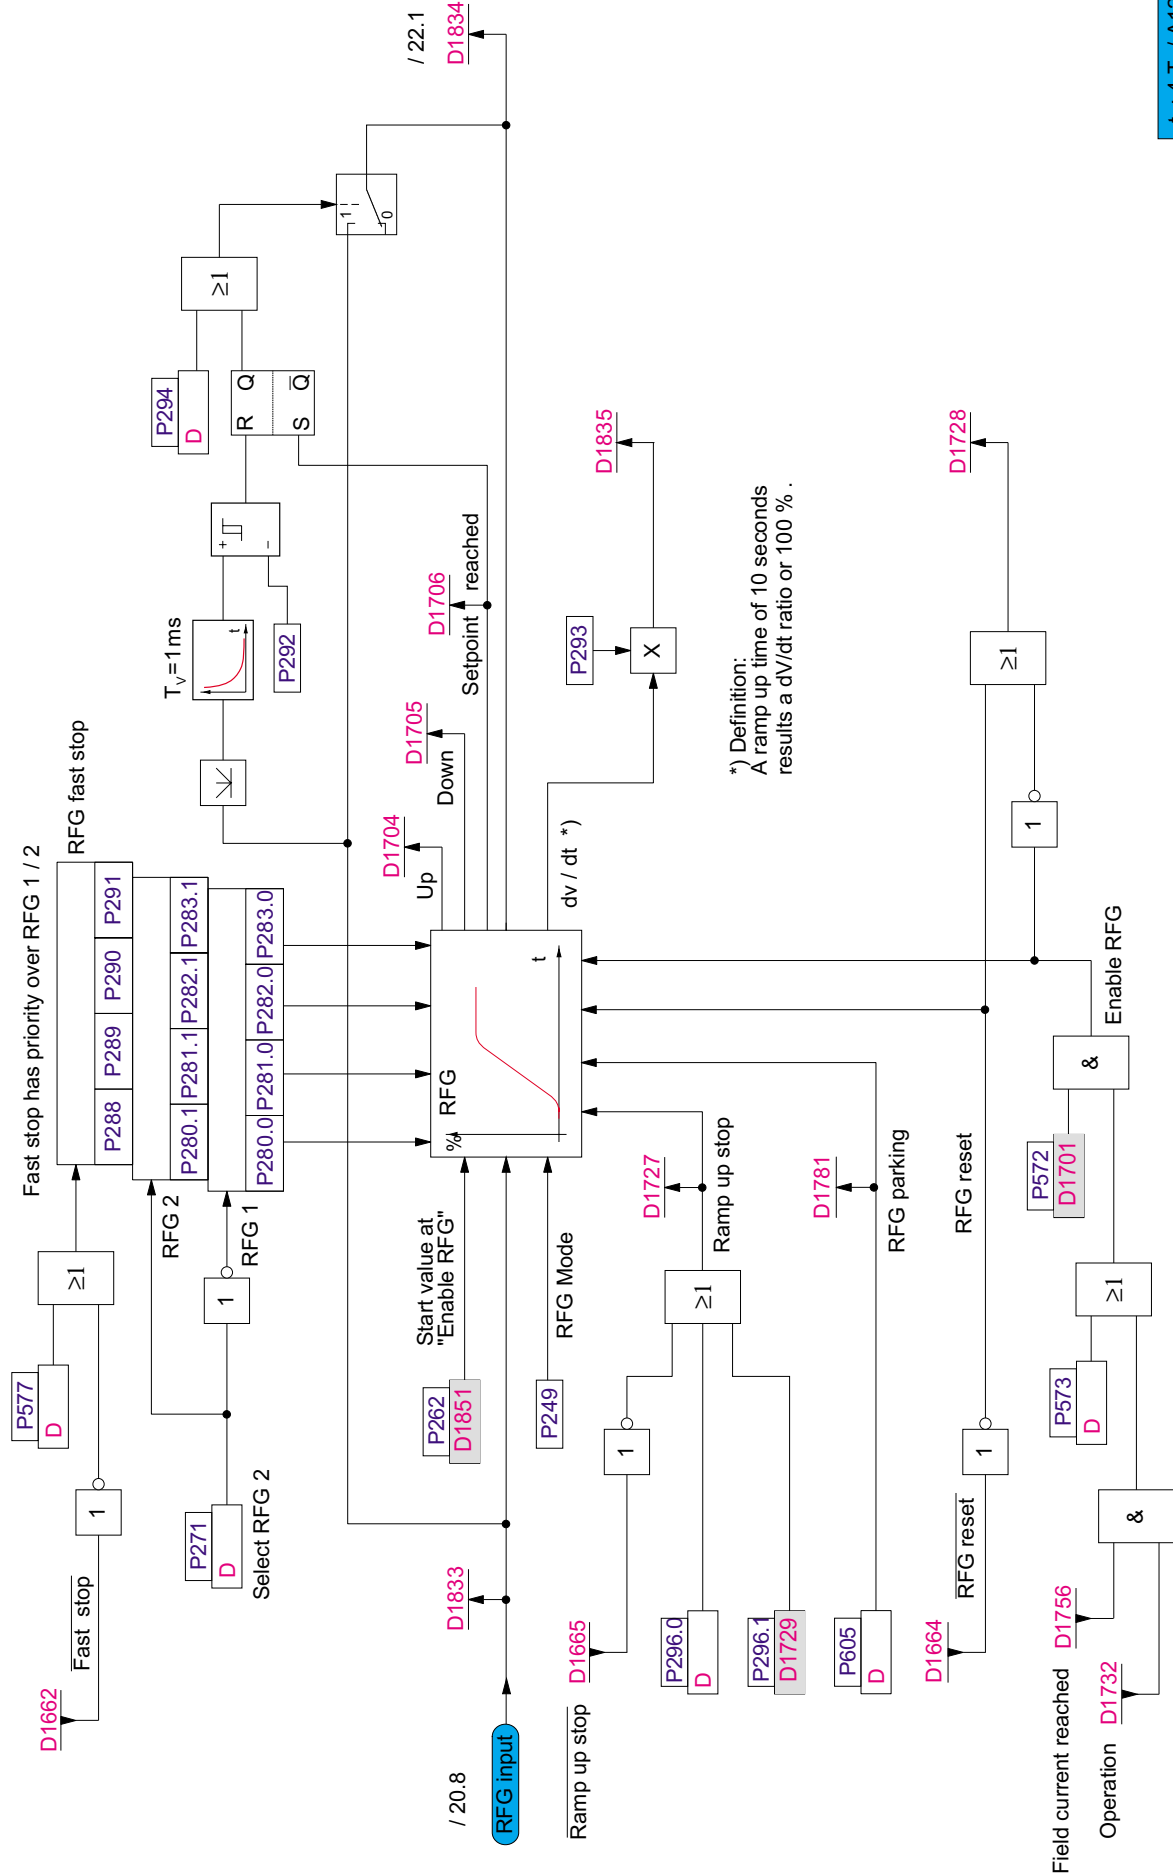 Fast stop has priority over RFG 1 / 2
RFG fast stop
P288 P289 P290 P291
P280.1 P281.1 P282.1 P283.1
P280.0 P281.0 P282.0 P283.0
RFG 2
RFG 1
D1662
Fast stop
1
P577
D
≥1
P271
D
Select RFG 2
1
T_V=1ms
t
P292
+
−
R Q
S Q̅
P294
D
≥1
1
0
/ 22.1
D1834
/ 20.8
RFG input
D1833
P262
D1851
Start value at
"Enable RFG"
P249
RFG Mode
RFG
%
t
Up
D1704
Down
D1705
Setpoint reached
D1706
dv / dt *)
P293
X
D1835
*) Definition:
A ramp up time of 10 seconds
results a dV/dt ratio or 100 % .
Ramp up stop
D1665
1
P296.0
D
P296.1
D1729
≥1
D1727
Ramp up stop
P605
D
D1781
RFG parking
D1664
RFG reset
1
RFG reset
1
≥1
D1728
Field current reached
D1756
Operation
D1732
&
P573
D
≥1
P572
D1701
&
Enable RFG